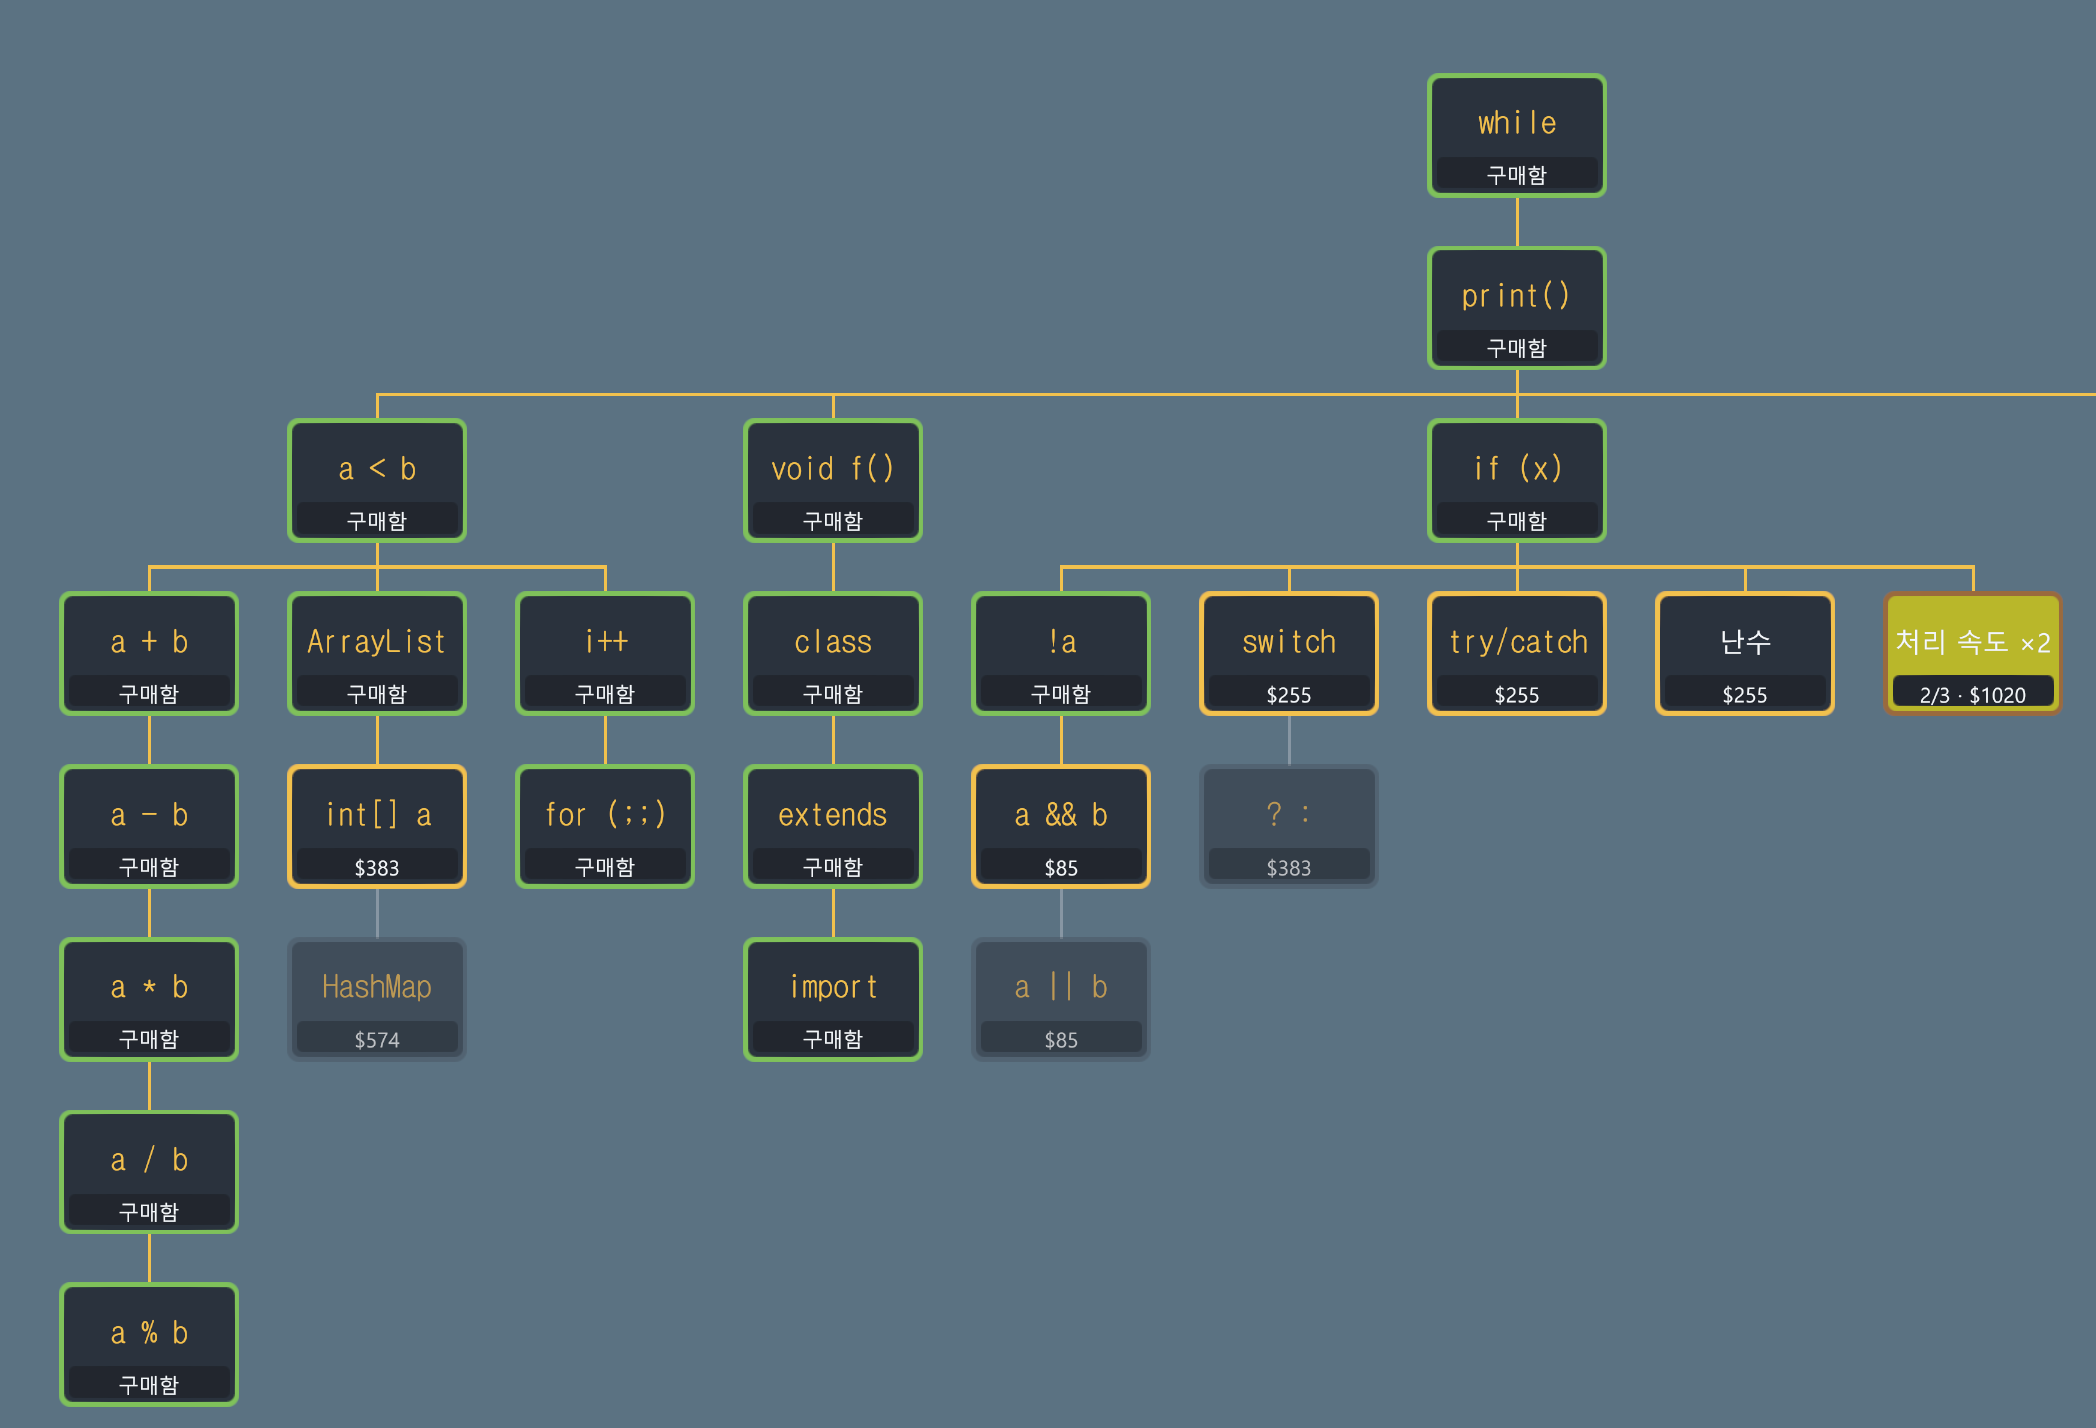 while
구매함
print()
구매함
a < b
구매함
void f()
구매함
if (x)
구매함
a + b
구매함
ArrayList
구매함
i++
구매함
class
구매함
!a
구매함
switch
$255
try/catch
$255
난수
$255
처리 속도 ×2
2/3 · $1020
a - b
구매함
int[] a
$383
for (;;)
구매함
extends
구매함
a && b
$85
? :
$383
a * b
구매함
HashMap
$574
import
구매함
a || b
$85
a / b
구매함
a % b
구매함